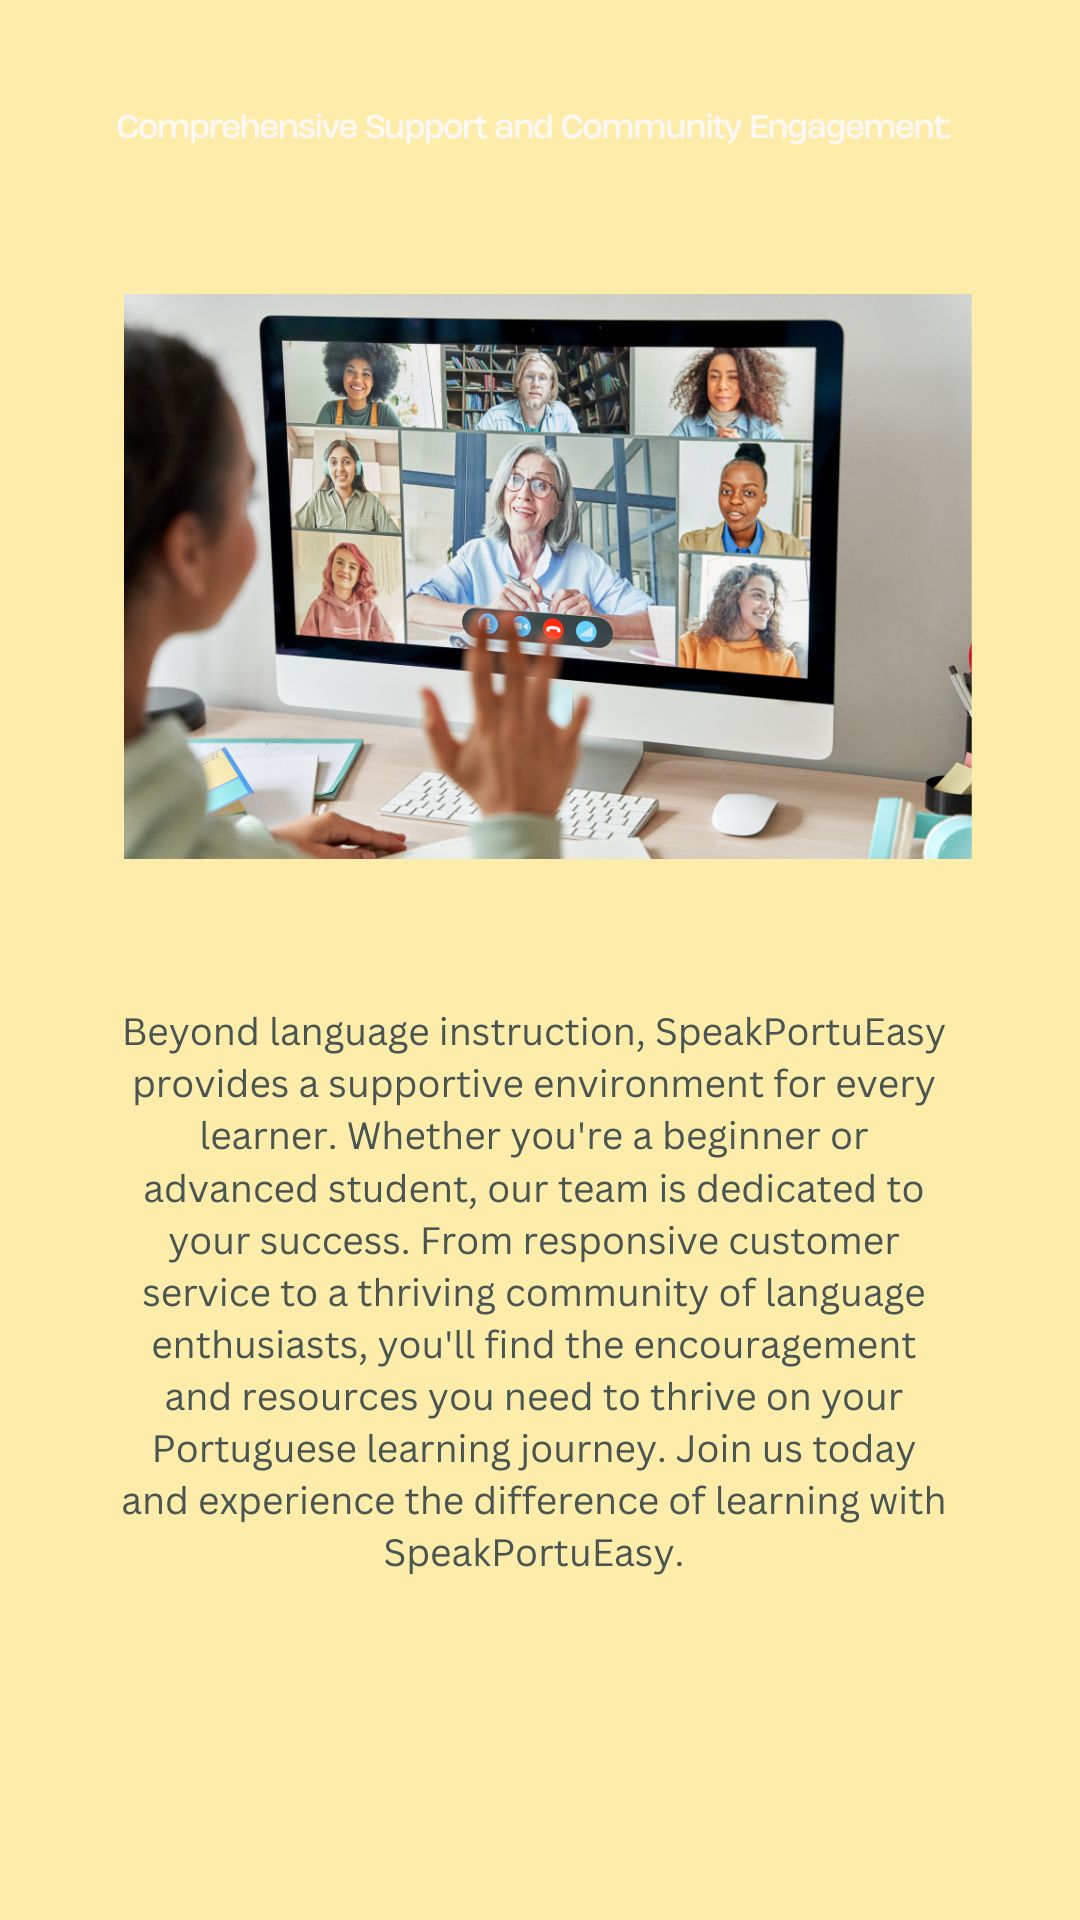 Comprehensive Support and Community Engagement:
Beyond language instruction, SpeakPortuEasy
provides a supportive environment for every
learner. Whether you're a beginner or
advanced student, our team is dedicated to
your success. From responsive customer
service to a thriving community of language
enthusiasts, you'll find the encouragement
and resources you need to thrive on your
Portuguese learning journey. Join us today
and experience the difference of learning with
SpeakPortuEasy.